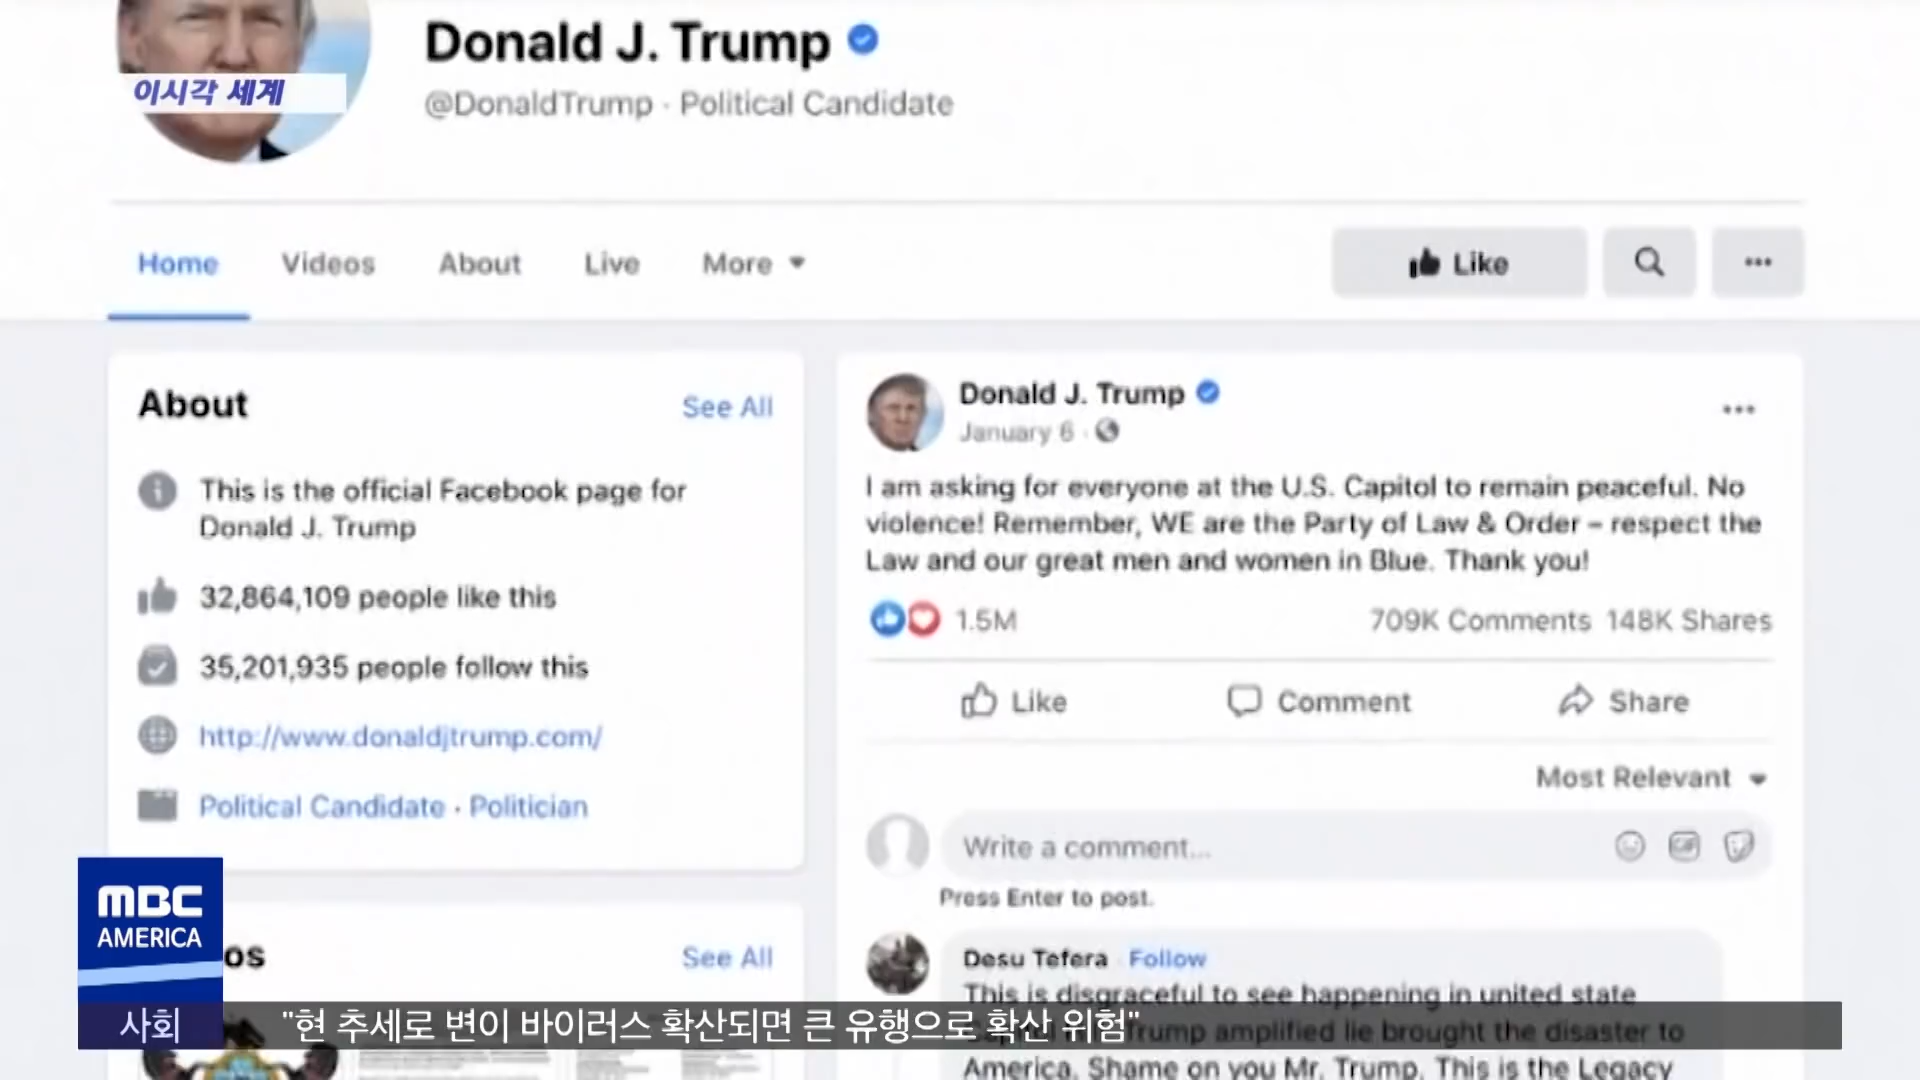 Donald J. Trump
이시각 세계
@DonaldTrump · Political Candidate
Home Videos About Live More Like
About See All
This is the official Facebook page for
Donald J. Trump
32,864,109 people like this
35,201,935 people follow this
http://www.donaldjtrump.com/
Political Candidate · Politician
os See All
Donald J. Trump
January 6 ·
I am asking for everyone at the U.S. Capitol to remain peaceful. No
violence! Remember, WE are the Party of Law & Order – respect the
Law and our great men and women in Blue. Thank you!
1.5M 709K Comments 148K Shares
Like Comment Share
Most Relevant
Write a comment...
Press Enter to post.
Desu Tefera Follow
This is disgraceful to see happening in united state
Trump amplified lie brought the disaster to
America. Shame on you Mr. Trump. This is the Legacy
MBC
AMERICA
사회 "현 추세로 변이 바이러스 확산되면 큰 유행으로 확산 위험"